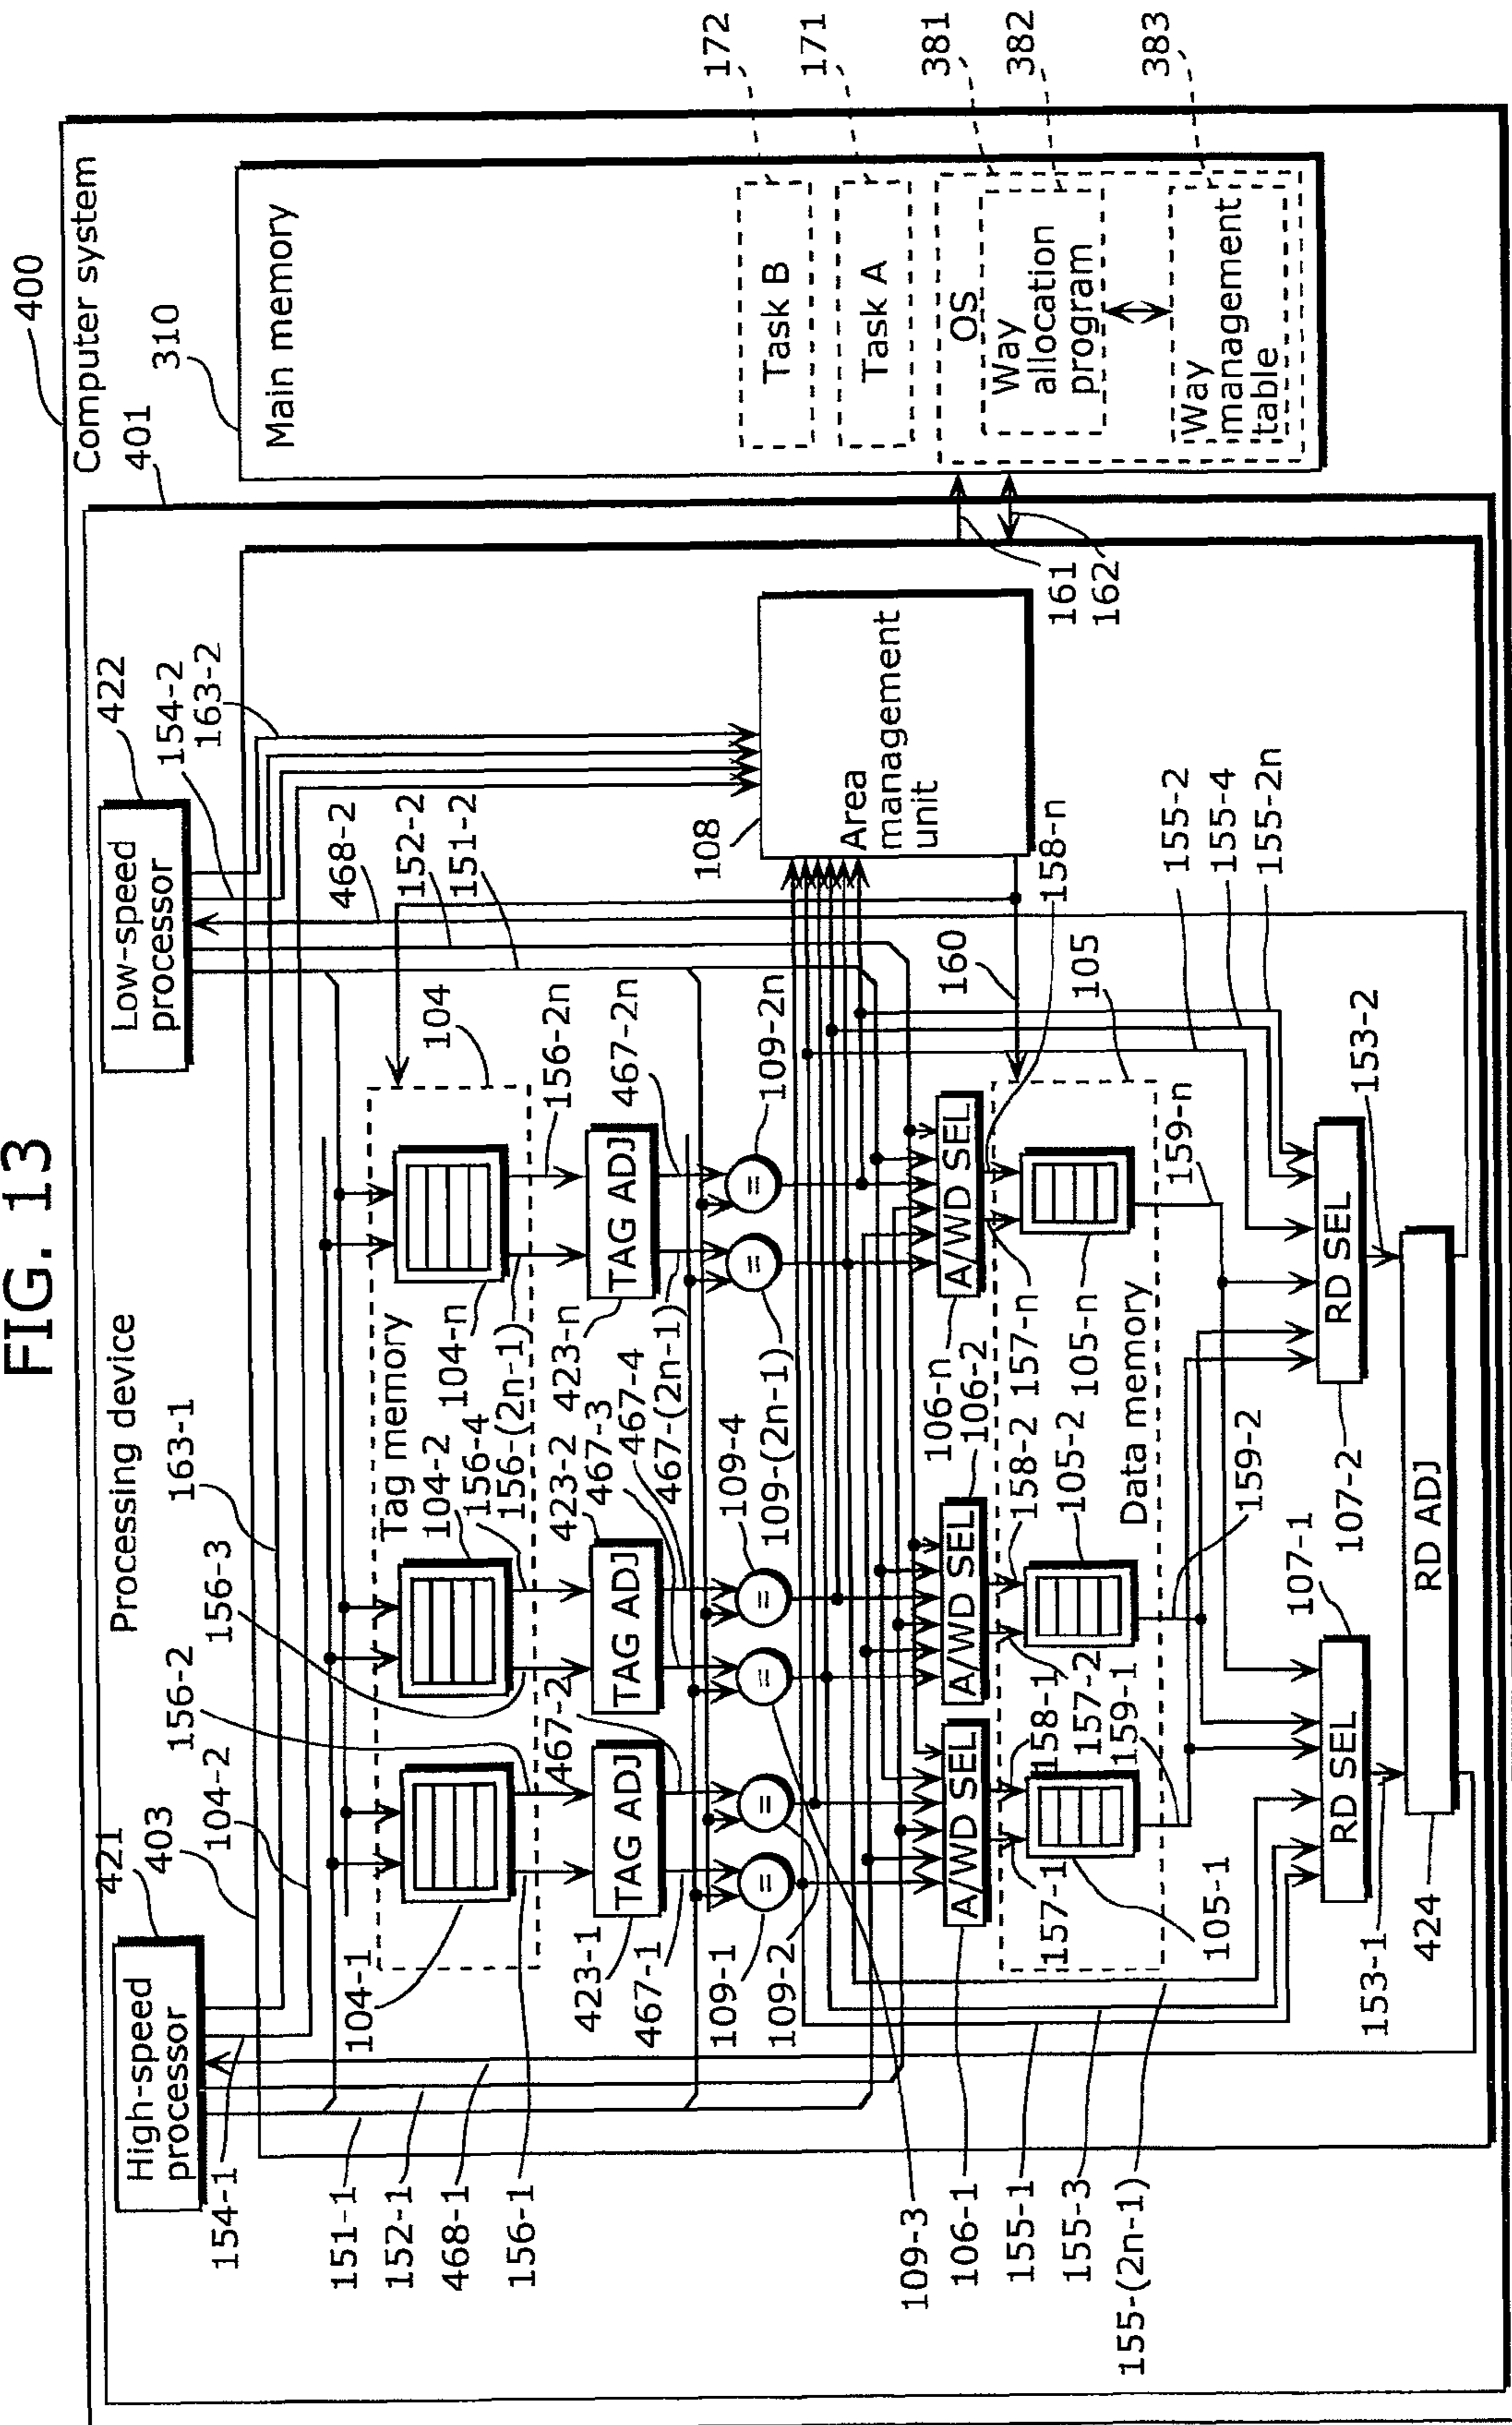 FIG. 13
400
Computer system
401
Processing device
310
Main memory
172
171
381
382
383
Task B
Task A
OS
Way
allocation
program
Way
management
table
161
162
421
High-speed
processor
403
104-2
163-1
154-1
422
Low-speed
processor
154-2
163-2
468-2
152-2
151-2
108
Area
management
unit
151-1
152-1
468-1
156-1
104-1
156-2
156-3
Tag memory
104-2
156-4
156-(2n-1)
104-n
104
156-2n
423-1
TAG ADJ
467-1
467-2
423-2
TAG ADJ
467-3
467-4
423-n
TAG ADJ
467-(2n-1)
467-2n
109-1
=
109-2
=
109-3
=
109-4
=
109-(2n-1)
=
109-2n
=
106-1
A/WD SEL
106-2
A/WD SEL
106-n
A/WD SEL
157-1
158-1
157-2
158-2
157-n
158-n
160
105
105-1
105-2
105-n
Data memory
159-1
159-2
159-n
155-1
155-3
155-(2n-1)
155-2
155-4
155-2n
107-1
RD SEL
107-2
RD SEL
153-1
153-2
424
RD ADJ